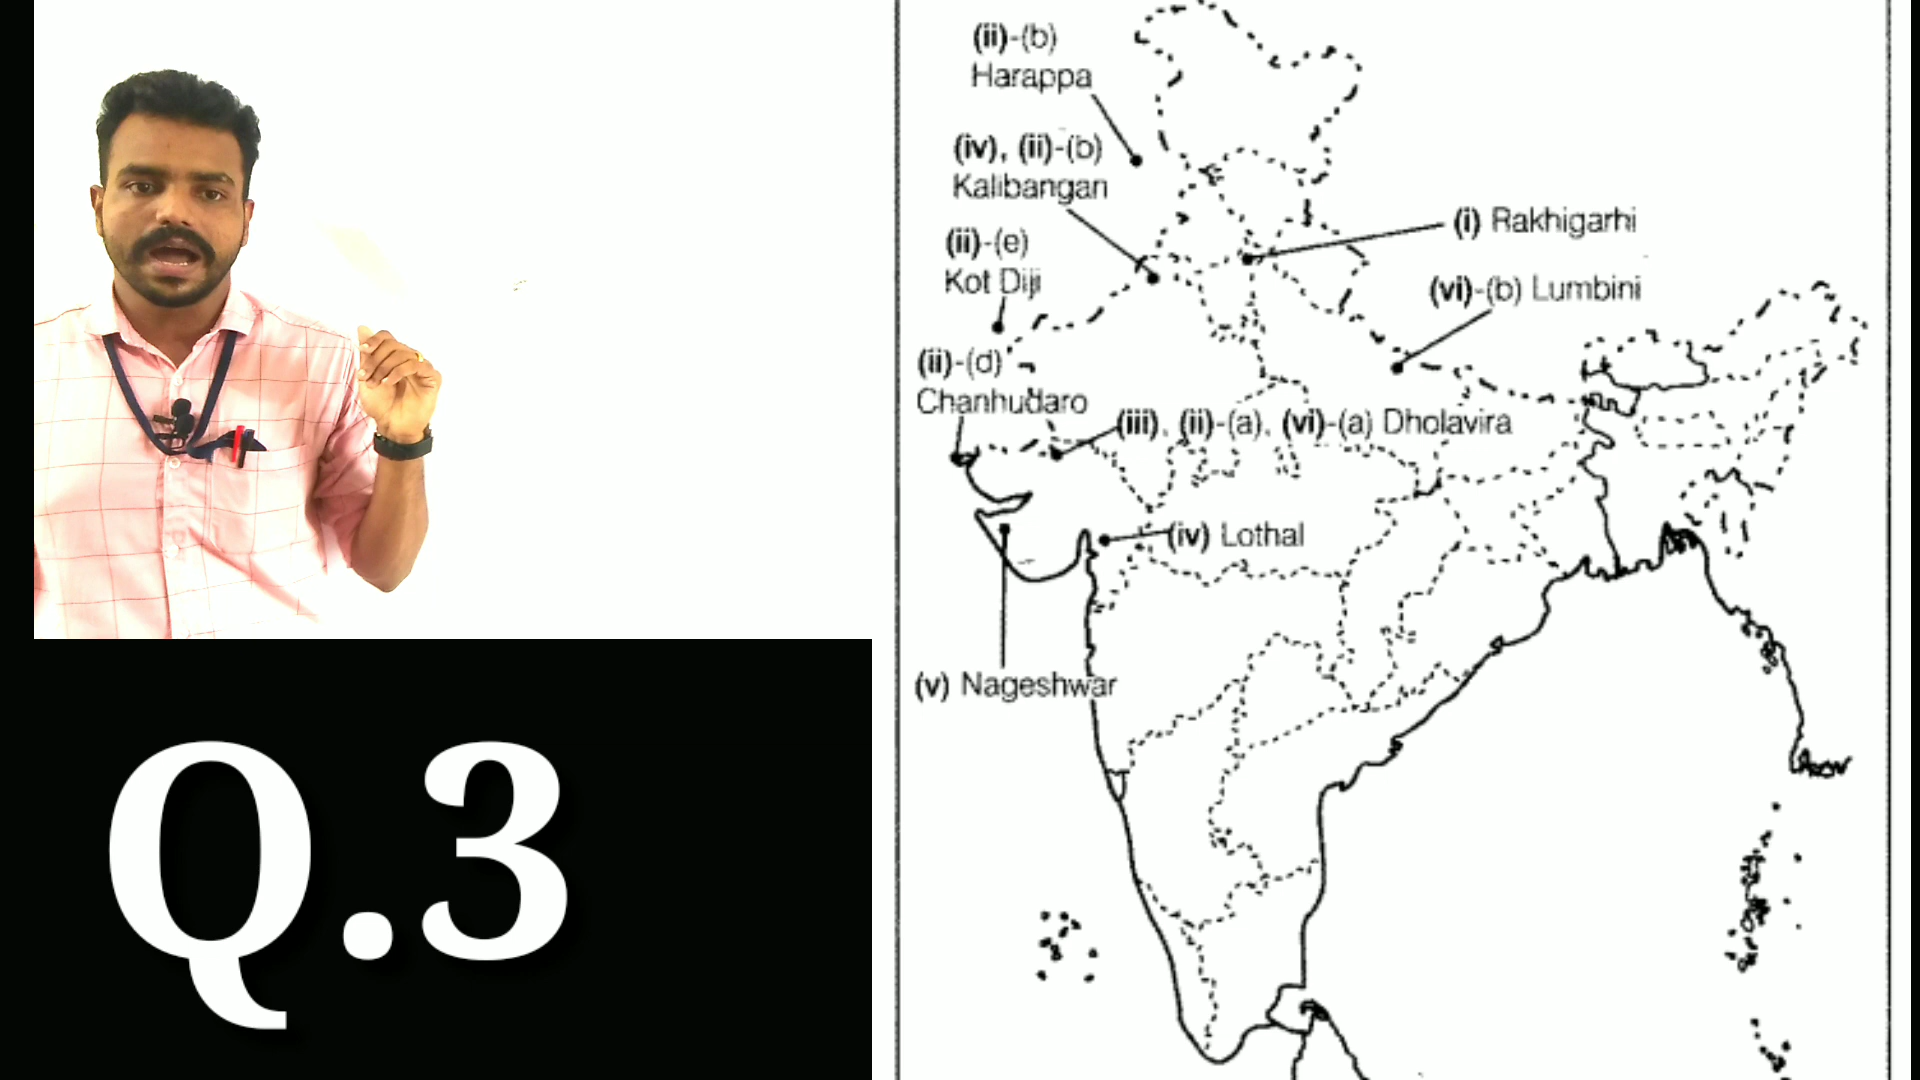 (ii)-(b)
Harappa
(iv), (ii)-(b)
Kalibangan
(i) Rakhigarhi
(ii)-(e)
Kot Diji
(vi)-(b) Lumbini
(ii)-(d)
Chanhudaro
(iii), (ii)-(a), (vi)-(a) Dholavira
(iv) Lothal
(v) Nageshwar
Q.3